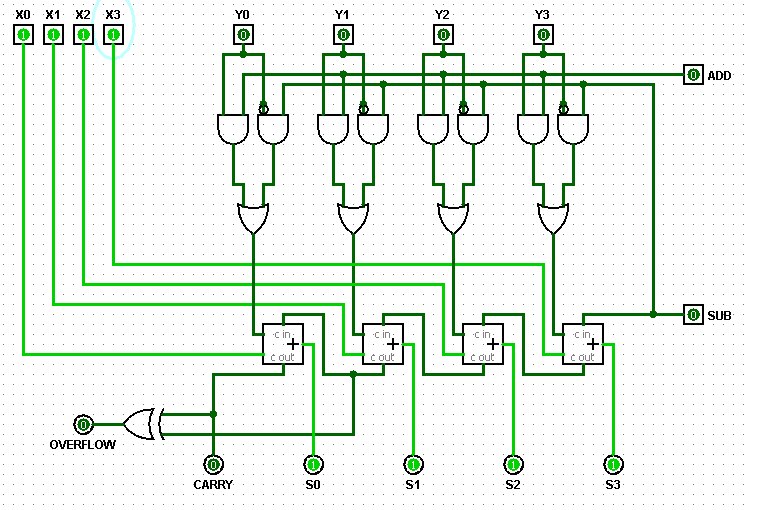 X0 X1 X2 X3 Y0 Y1 Y2 Y3
1 1 1 1 0 0 0 0
0 ADD
0 SUB
c in c in c in c in
+ + + +
c out c out c out c out
0
OVERFLOW
0 1 1 1 1
CARRY S0 S1 S2 S3